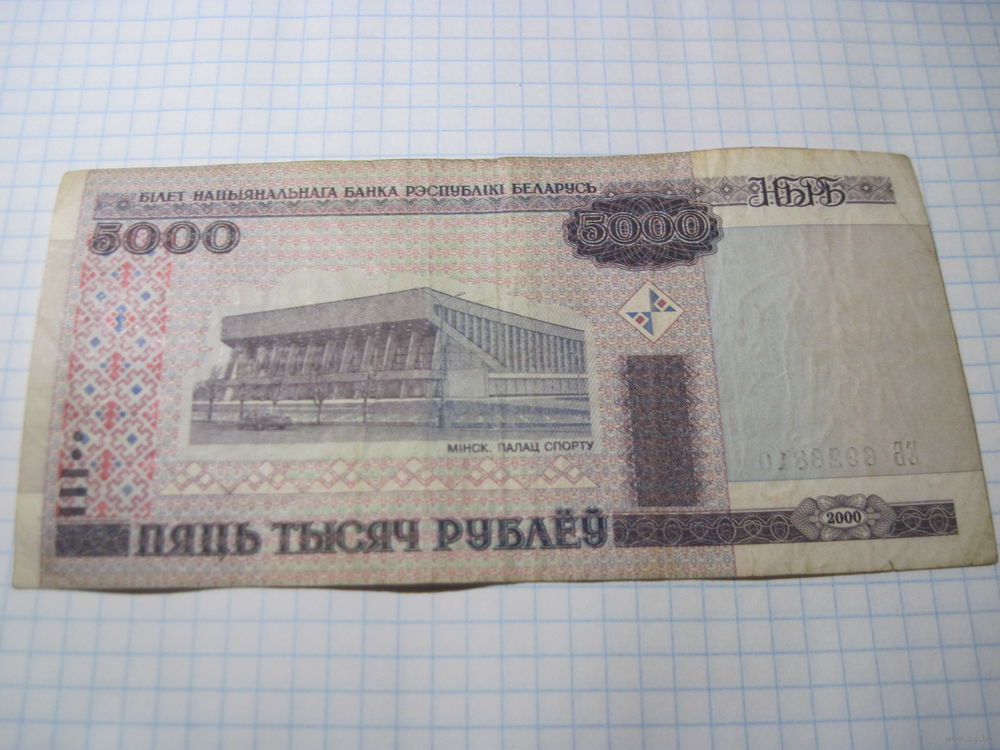 БІЛЕТ НАЦЫЯНАЛЬНАГА БАНКА РЭСПУБЛІКІ БЕЛАРУСЬ
НБРБ
5000
5000
МІНСК. ПАЛАЦ СПОРТУ
ПЯЦЬ ТЫСЯЧ РУБЛЁЎ
2000